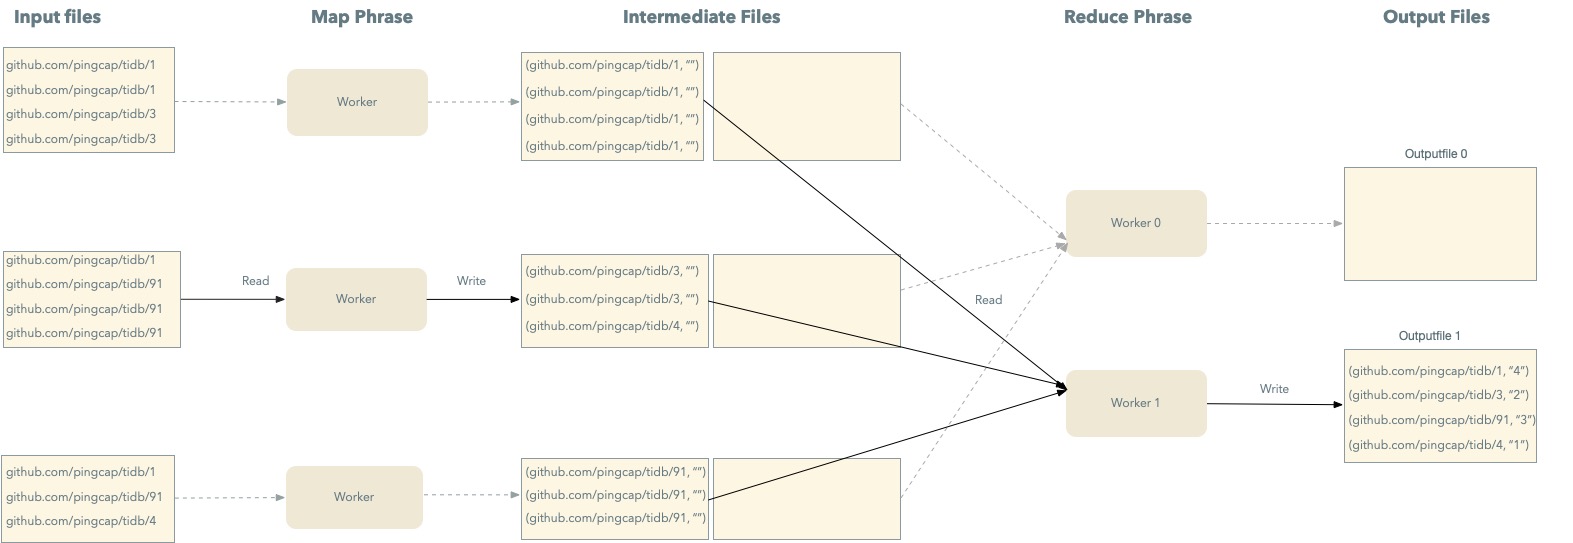 Input files
Map Phrase
Intermediate Files
Reduce Phrase
Output Files
github.com/pingcap/tidb/1
github.com/pingcap/tidb/1
github.com/pingcap/tidb/3
github.com/pingcap/tidb/3
Worker
(github.com/pingcap/tidb/1, “”)
(github.com/pingcap/tidb/1, “”)
(github.com/pingcap/tidb/1, “”)
(github.com/pingcap/tidb/1, “”)
github.com/pingcap/tidb/1
github.com/pingcap/tidb/91
github.com/pingcap/tidb/91
github.com/pingcap/tidb/91
Read
Worker
Write
(github.com/pingcap/tidb/3, “”)
(github.com/pingcap/tidb/3, “”)
(github.com/pingcap/tidb/4, “”)
github.com/pingcap/tidb/1
github.com/pingcap/tidb/91
github.com/pingcap/tidb/4
Worker
(github.com/pingcap/tidb/91, “”)
(github.com/pingcap/tidb/91, “”)
(github.com/pingcap/tidb/91, “”)
Read
Worker 0
Outputfile 0
Worker 1
Write
Outputfile 1
(github.com/pingcap/tidb/1, “4”)
(github.com/pingcap/tidb/3, “2”)
(github.com/pingcap/tidb/91, “3”)
(github.com/pingcap/tidb/4, “1”)